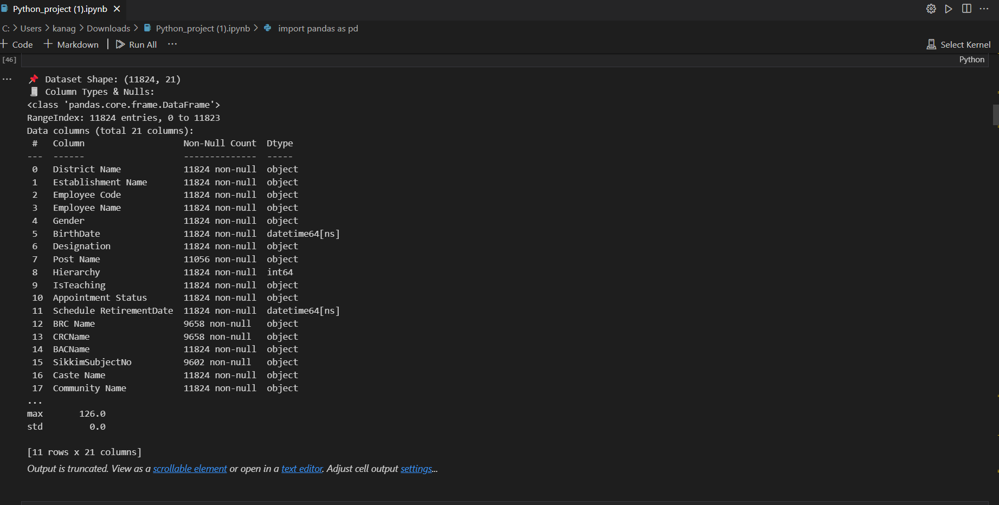 Python_project (1).ipynb
C: > Users > kanag > Downloads > Python_project (1).ipynb > import pandas as pd
+ Code + Markdown | Run All ...
Select Kernel
[46]
Python
... 📌 Dataset Shape: (11824, 21)
Column Types & Nulls:
<class 'pandas.core.frame.DataFrame'>
RangeIndex: 11824 entries, 0 to 11823
Data columns (total 21 columns):
 #   Column                   Non-Null Count  Dtype
---  ------                   --------------  -----
 0   District Name            11824 non-null  object
 1   Establishment Name       11824 non-null  object
 2   Employee Code            11824 non-null  object
 3   Employee Name            11824 non-null  object
 4   Gender                   11824 non-null  object
 5   BirthDate                11824 non-null  datetime64[ns]
 6   Designation              11824 non-null  object
 7   Post Name                11056 non-null  object
 8   Hierarchy                11824 non-null  int64
 9   IsTeaching               11824 non-null  object
 10  Appointment Status       11824 non-null  object
 11  Schedule RetirementDate  11824 non-null  datetime64[ns]
 12  BRC Name                 9658 non-null   object
 13  CRCName                  9658 non-null   object
 14  BACName                  11824 non-null  object
 15  SikkimSubjectNo          9602 non-null   object
 16  Caste Name               11824 non-null  object
 17  Community Name           11824 non-null  object
...
max       126.0
std         0.0
[11 rows x 21 columns]
Output is truncated. View as a scrollable element or open in a text editor. Adjust cell output settings...